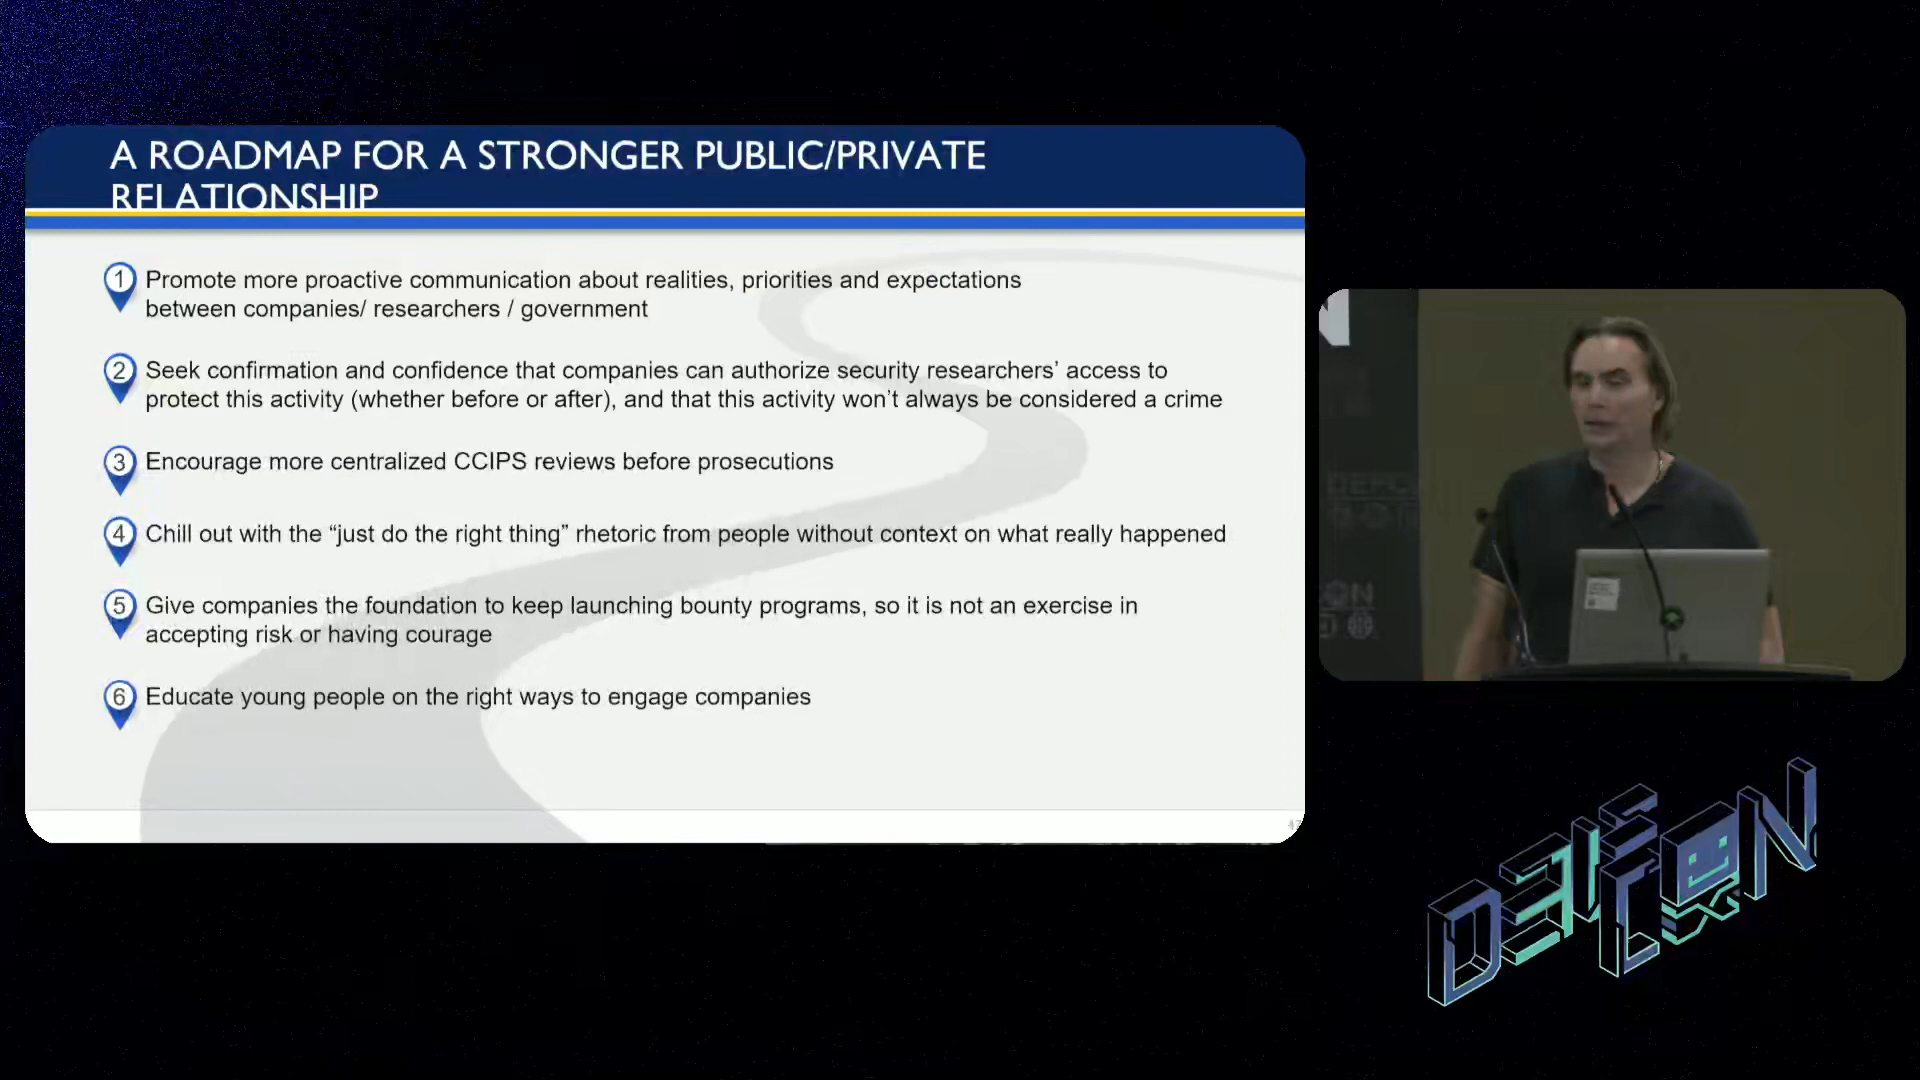 A ROADMAP FOR A STRONGER PUBLIC/PRIVATE
RELATIONSHIP
1 Promote more proactive communication about realities, priorities and expectations
between companies/ researchers / government
2 Seek confirmation and confidence that companies can authorize security researchers’ access to
protect this activity (whether before or after), and that this activity won’t always be considered a crime
3 Encourage more centralized CCIPS reviews before prosecutions
4 Chill out with the “just do the right thing” rhetoric from people without context on what really happened
5 Give companies the foundation to keep launching bounty programs, so it is not an exercise in
accepting risk or having courage
6 Educate young people on the right ways to engage companies
DEF CON